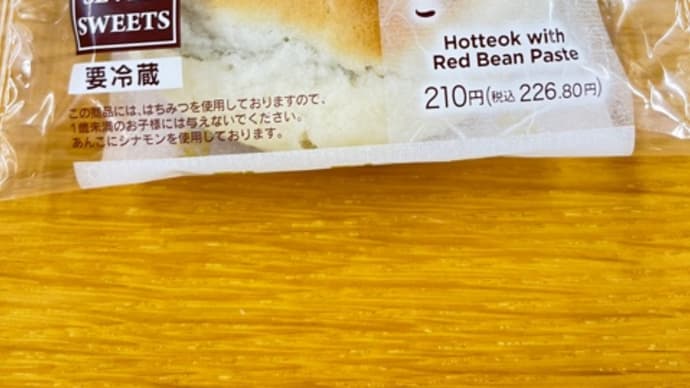 SWEETS
要冷蔵
この商品には、はちみつを使用しておりますので、
1歳未満のお子様には与えないでください。
あんこにシナモンを使用しております。
Hotteok with
Red Bean Paste
210円(税込 226.80円)